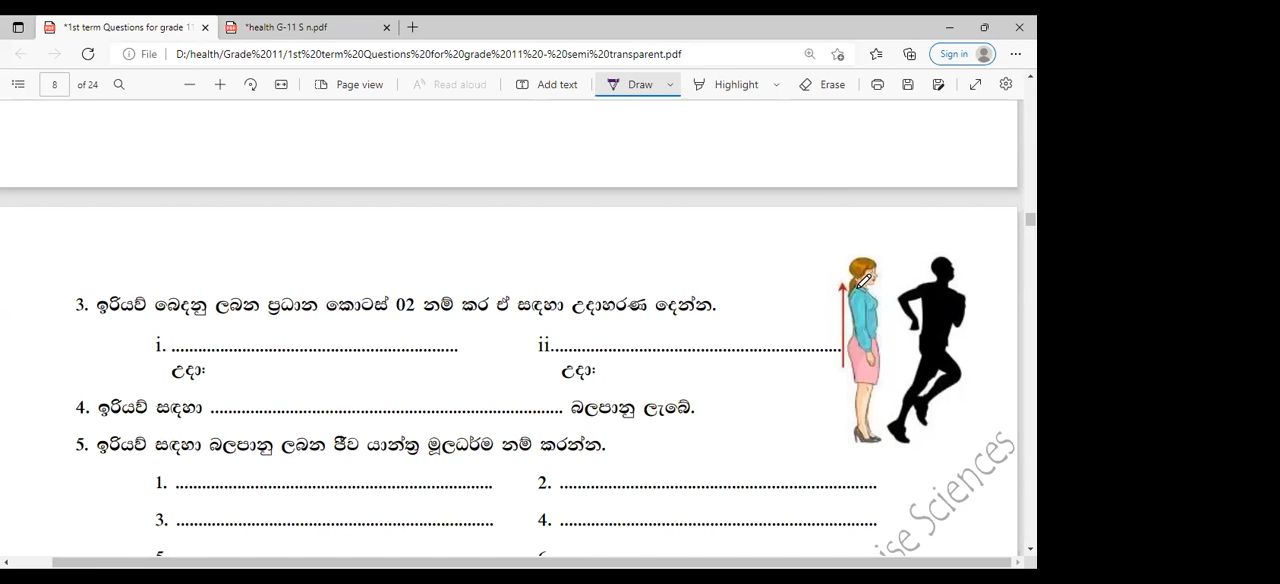 *1st term Questions for grade 11
*health G-11 S n.pdf
File
D:/health/Grade%2011/1st%20term%20Questions%20for%20grade%2011%20-%20semi%20transparent.pdf
Sign in
8 of 24
Page view
Read aloud
Add text
Draw
Highlight
Erase
3. ඉරියව් බෙදනු ලබන ප්‍රධාන කොටස් 02 නම් කර ඒ සඳහා උදාහරණ දෙන්න.
i. ............................................................ ii............................................................
උදා: උදා:
4. ඉරියව් සඳහා ............................................................ බලපානු ලැබේ.
5. ඉරියව් සඳහා බලපානු ලබන ජීව යාන්ත්‍ර මූලධර්ම නම් කරන්න.
1. ............................................................ 2. ............................................................
3. ............................................................ 4. ............................................................
ise Sciences